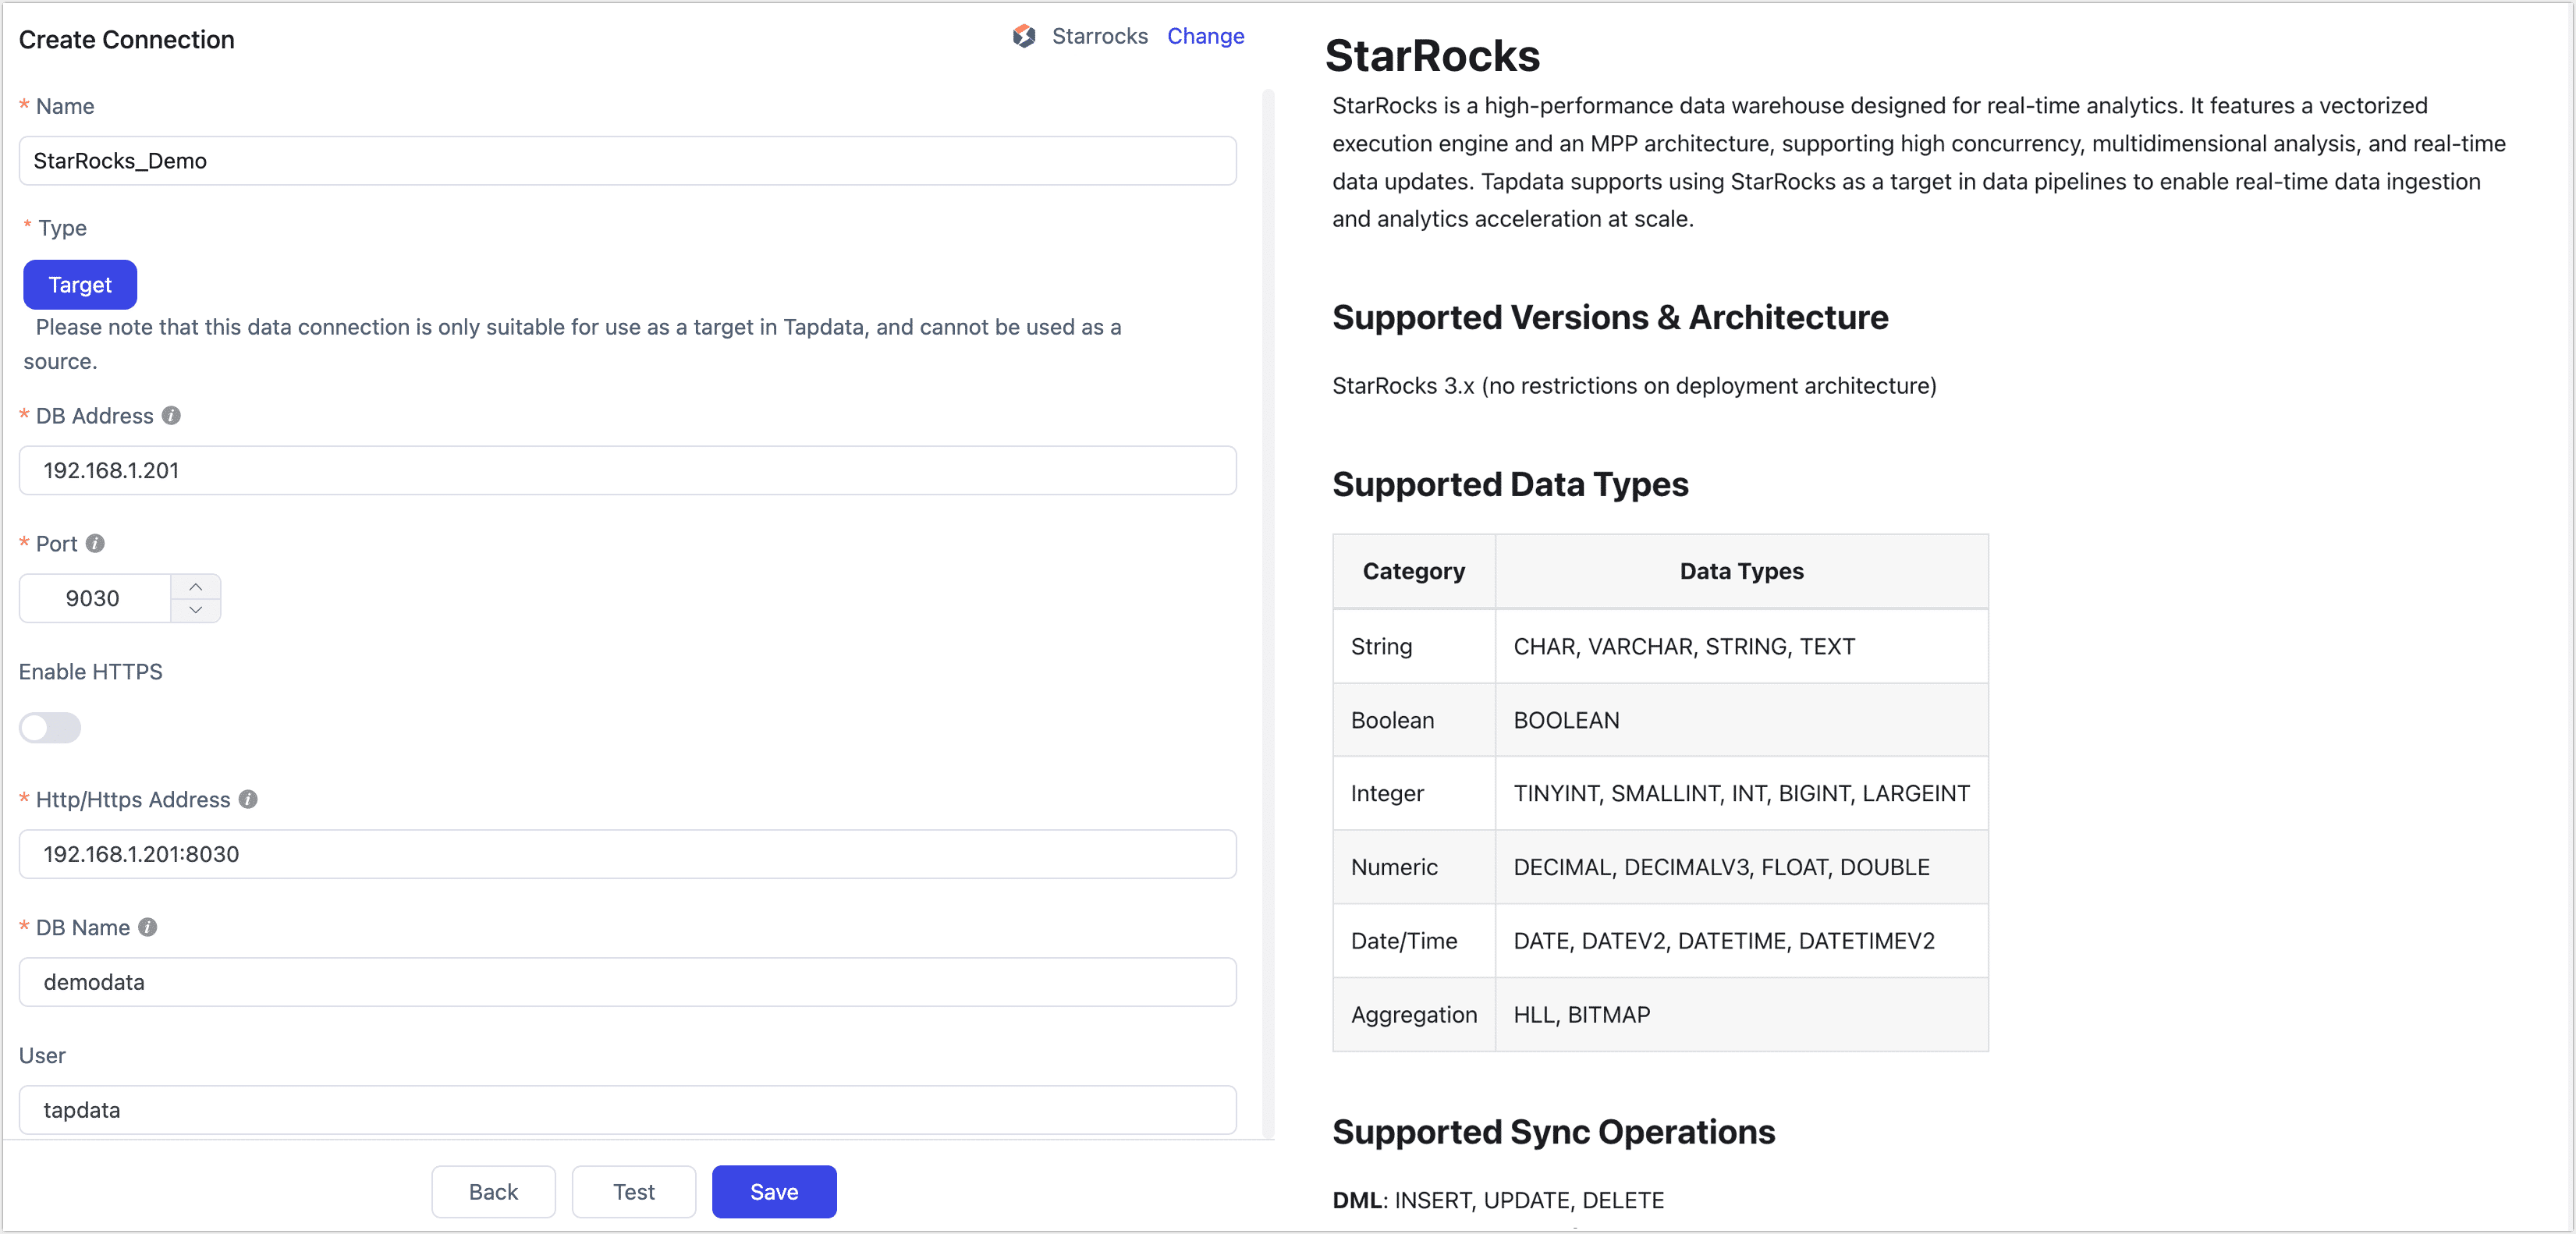 Create Connection
Starrocks Change
* Name
StarRocks_Demo
* Type
Target
Please note that this data connection is only suitable for use as a target in Tapdata, and cannot be used as a
source.
* DB Address
192.168.1.201
* Port
9030
Enable HTTPS
* Http/Https Address
192.168.1.201:8030
* DB Name
demodata
User
tapdata
Back Test Save
StarRocks
StarRocks is a high-performance data warehouse designed for real-time analytics. It features a vectorized
execution engine and an MPP architecture, supporting high concurrency, multidimensional analysis, and real-time
data updates. Tapdata supports using StarRocks as a target in data pipelines to enable real-time data ingestion
and analytics acceleration at scale.
Supported Versions & Architecture
StarRocks 3.x (no restrictions on deployment architecture)
Supported Data Types
Category Data Types
String CHAR, VARCHAR, STRING, TEXT
Boolean BOOLEAN
Integer TINYINT, SMALLINT, INT, BIGINT, LARGEINT
Numeric DECIMAL, DECIMALV3, FLOAT, DOUBLE
Date/Time DATE, DATEV2, DATETIME, DATETIMEV2
Aggregation HLL, BITMAP
Supported Sync Operations
DML: INSERT, UPDATE, DELETE